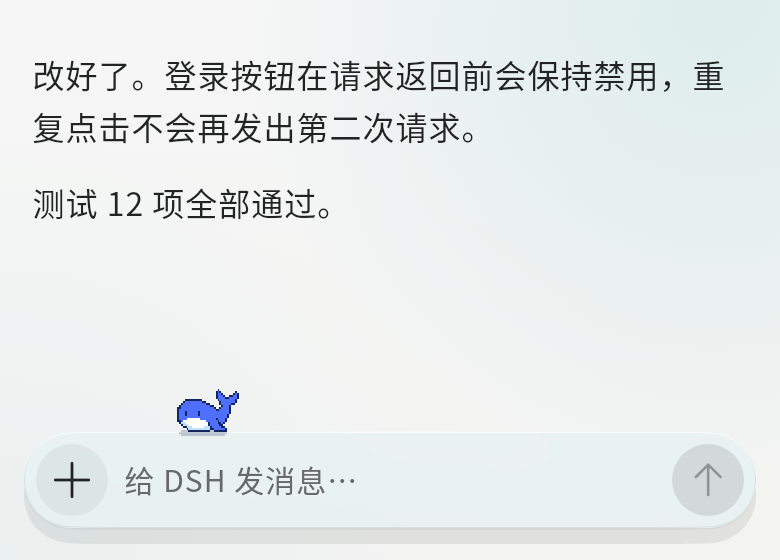 改好了。登录按钮在请求返回前会保持禁用，重
复点击不会再发出第二次请求。
测试 12 项全部通过。
给 DSH 发消息…